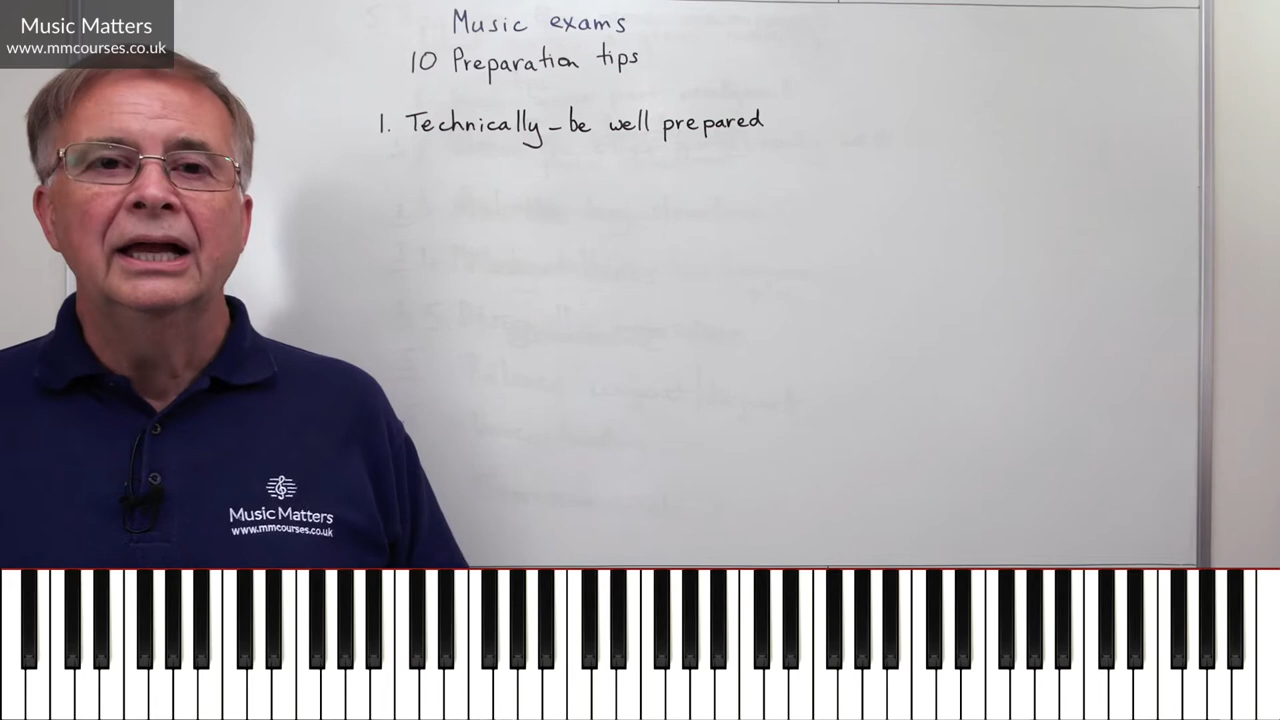 Music Matters
www.mmcourses.co.uk
Music exams
10 Preparation tips
1. Technically – be well prepared
Music Matters
www.mmcourses.co.uk